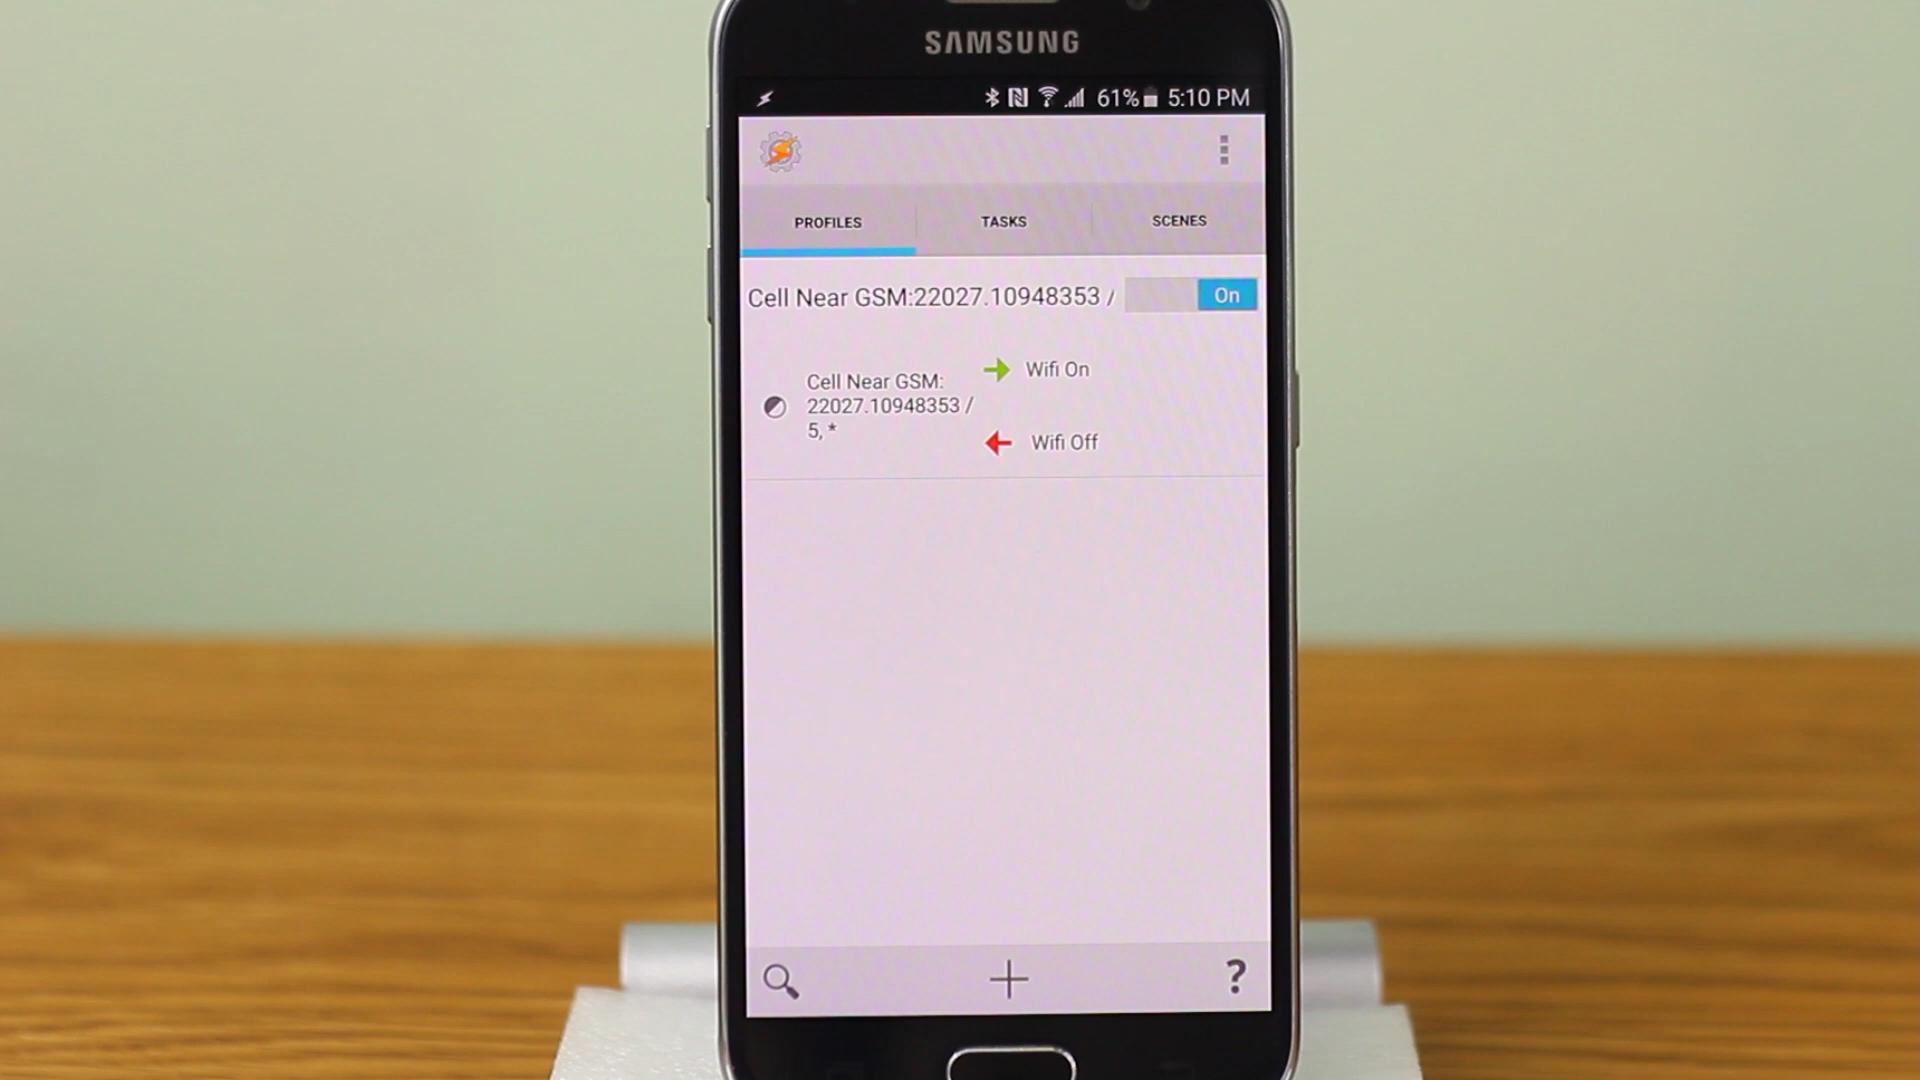 SAMSUNG
61% 5:10 PM
PROFILES TASKS SCENES
Cell Near GSM:22027.10948353 / On
Cell Near GSM:
22027.10948353 /
5, *
Wifi On
Wifi Off
?